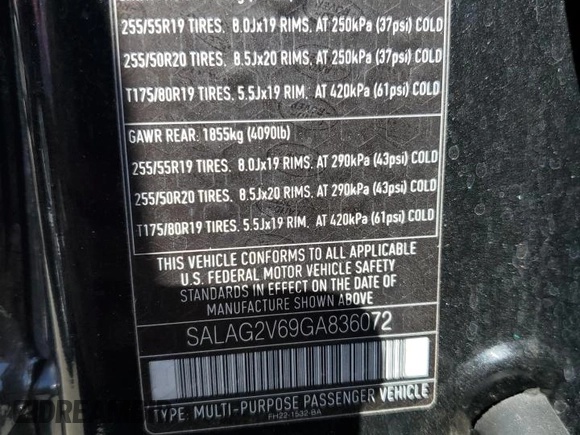 255/55R19 TIRES. 8.0Jx19 RIMS, AT 250kPa (37psi) COLD
255/50R20 TIRES. 8.5Jx20 RIMS, AT 250kPa (37psi) COLD
T175/80R19 TIRES. 5.5Jx19 RIM. AT 420kPa (61psi) COLD
GAWR REAR: 1855kg (4090lb)
255/55R19 TIRES. 8.0Jx19 RIMS, AT 290kPa (43psi) COLD
255/50R20 TIRES. 8.5Jx20 RIMS, AT 290kPa (43psi) COLD
T175/80R19 TIRES. 5.5Jx19 RIM. AT 420kPa (61psi) COLD
THIS VEHICLE CONFORMS TO ALL APPLICABLE
U.S. FEDERAL MOTOR VEHICLE SAFETY
STANDARDS IN EFFECT ON THE DATE OF
MANUFACTURE SHOWN ABOVE
SALAG2V69GA836072
TYPE: MULTI-PURPOSE PASSENGER VEHICLE
FH22-1532-BA